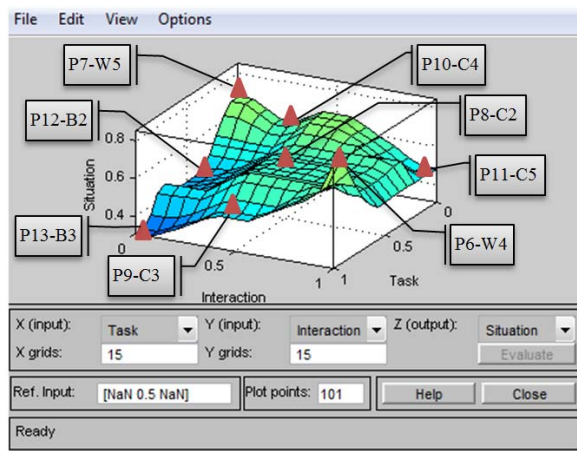 File Edit View Options
P7-W5
P10-C4
P12-B2
P8-C2
P11-C5
P13-B3
P6-W4
P9-C3
0.8
0.6
0.4
Situation
0
0.5
1
Interaction
1
0.5
0
Task
X (input): Task Y (input): Interaction Z (output): Situation
X grids: 15 Y grids: 15 Evaluate
Ref. Input: [NaN 0.5 NaN] Plot points: 101 Help Close
Ready